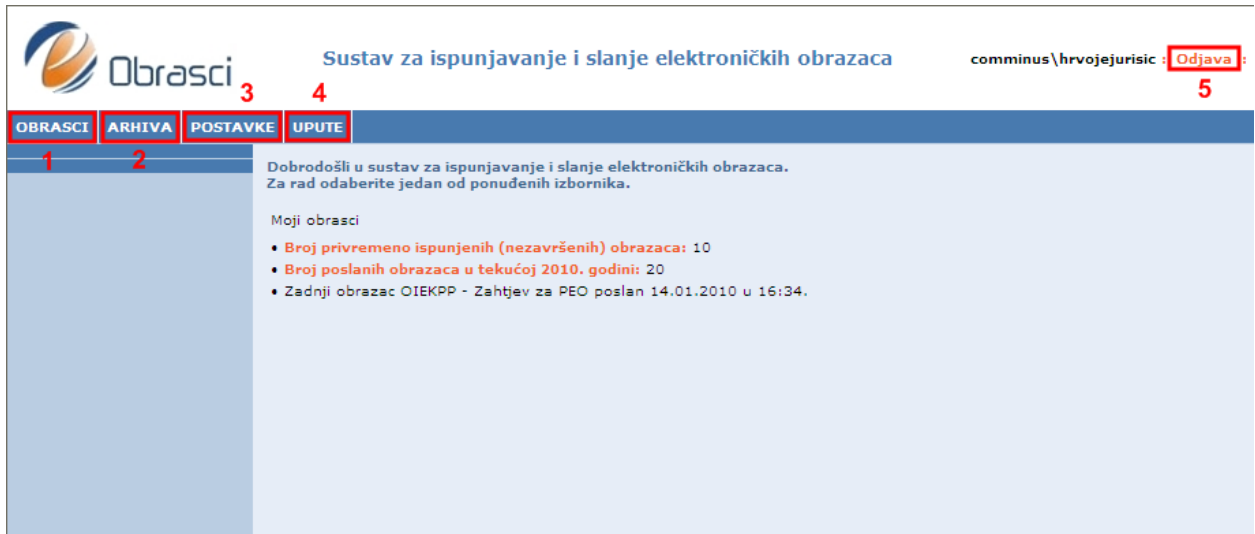 Obrasci
Sustav za ispunjavanje i slanje elektroničkih obrazaca
comminus\hrvojejurisic : Odjava :
3 4 5
OBRASCI ARHIVA POSTAVKE UPUTE
1 2
Dobrodošli u sustav za ispunjavanje i slanje elektroničkih obrazaca.
Za rad odaberite jedan od ponuđenih izbornika.
Moji obrasci
• Broj privremeno ispunjenih (nezavršenih) obrazaca: 10
• Broj poslanih obrazaca u tekućoj 2010. godini: 20
• Zadnji obrazac OIEKPP - Zahtjev za PEO poslan 14.01.2010 u 16:34.